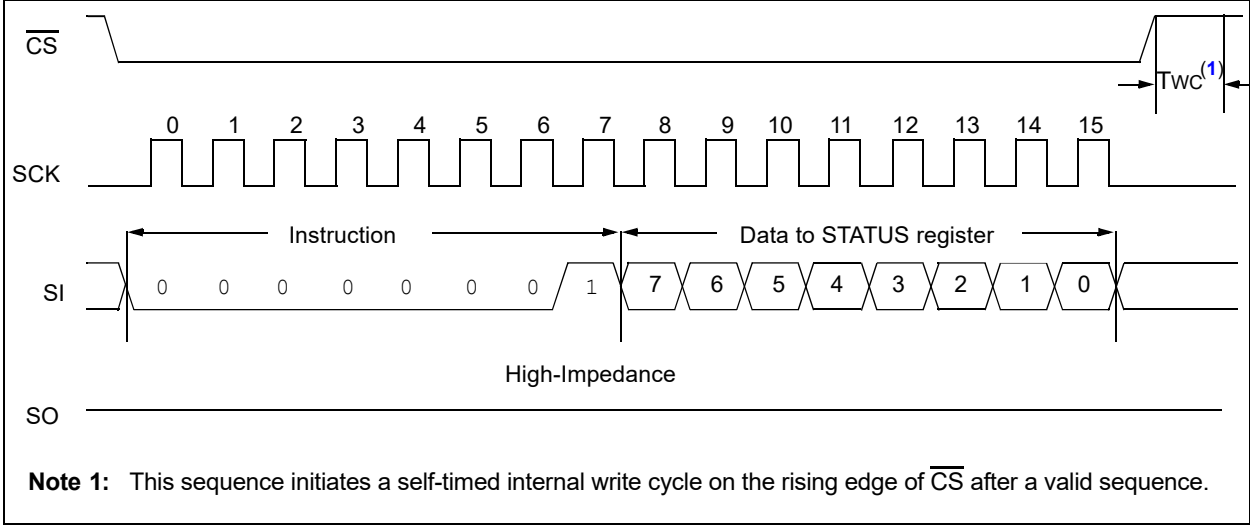 C̅S̅
TWC(1)
0 1 2 3 4 5 6 7 8 9 10 11 12 13 14 15
SCK
Instruction Data to STATUS register
SI 0 0 0 0 0 0 0 1 7 6 5 4 3 2 1 0
High-Impedance
SO
Note 1: This sequence initiates a self-timed internal write cycle on the rising edge of C̅S̅ after a valid sequence.